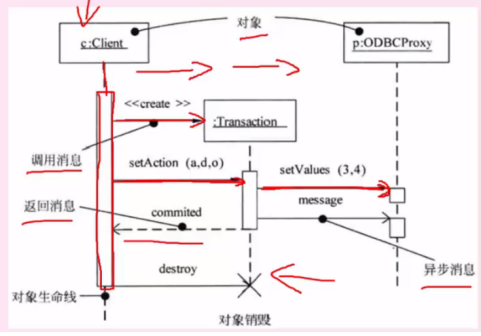 对象
c:Client
p:ODBCProxy
<<create >>
:Transaction
调用消息
setAction (a,d,o)
setValues (3,4)
返回消息
commited
message
destroy
异步消息
对象生命线
对象销毁